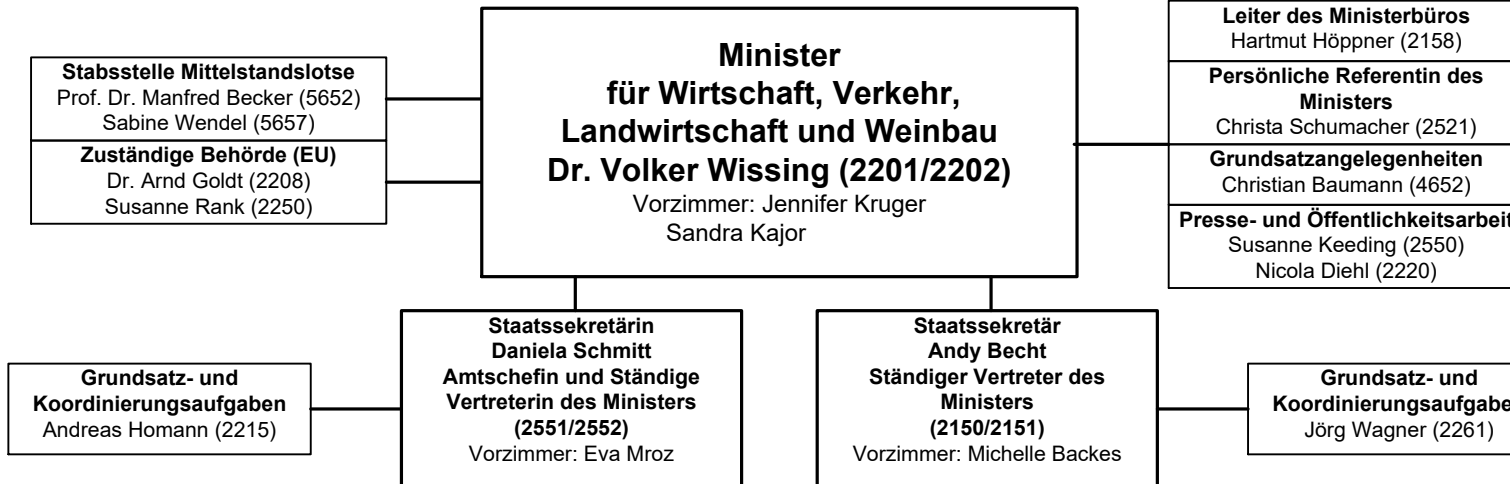 Stabsstelle Mittelstandslotse
Prof. Dr. Manfred Becker (5652)
Sabine Wendel (5657)
Zuständige Behörde (EU)
Dr. Arnd Goldt (2208)
Susanne Rank (2250)
Minister
für Wirtschaft, Verkehr,
Landwirtschaft und Weinbau
Dr. Volker Wissing (2201/2202)
Vorzimmer: Jennifer Kruger
Sandra Kajor
Leiter des Ministerbüros
Hartmut Höppner (2158)
Persönliche Referentin des
Ministers
Christa Schumacher (2521)
Grundsatzangelegenheiten
Christian Baumann (4652)
Presse- und Öffentlichkeitsarbeit
Susanne Keeding (2550)
Nicola Diehl (2220)
Grundsatz- und
Koordinierungsaufgaben
Andreas Homann (2215)
Staatssekretärin
Daniela Schmitt
Amtschefin und Ständige
Vertreterin des Ministers
(2551/2552)
Vorzimmer: Eva Mroz
Staatssekretär
Andy Becht
Ständiger Vertreter des
Ministers
(2150/2151)
Vorzimmer: Michelle Backes
Grundsatz- und
Koordinierungsaufgabe
Jörg Wagner (2261)